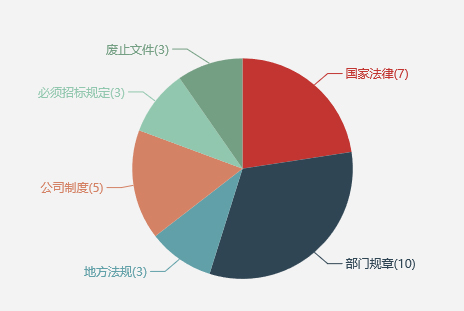 废止文件(3)
国家法律(7)
必须招标规定(3)
公司制度(5)
部门规章(10)
地方法规(3)